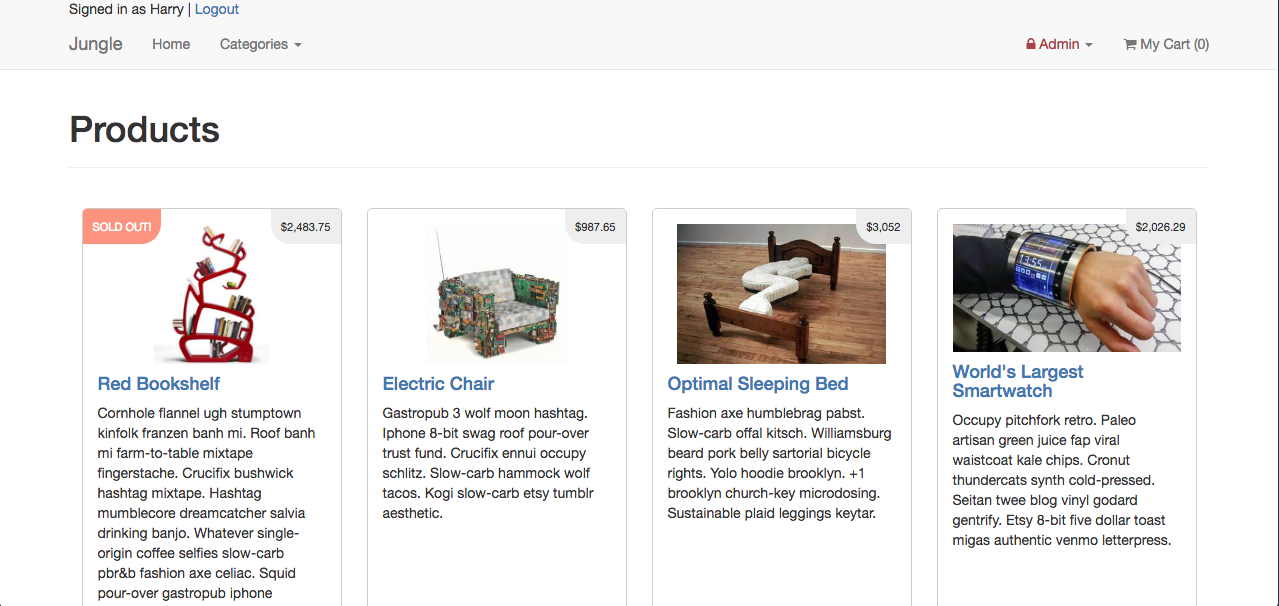 Signed in as Harry | Logout
Jungle Home Categories Admin My Cart (0)
Products
SOLD OUT! $2,483.75
Red Bookshelf
Cornhole flannel ugh stumptown
kinfolk franzen banh mi. Roof banh
mi farm-to-table mixtape
fingerstache. Crucifix bushwick
hashtag mixtape. Hashtag
mumblecore dreamcatcher salvia
drinking banjo. Whatever single-
origin coffee selfies slow-carb
pbr&b fashion axe celiac. Squid
pour-over gastropub iphone
$987.65
Electric Chair
Gastropub 3 wolf moon hashtag.
Iphone 8-bit swag roof pour-over
trust fund. Crucifix ennui occupy
schlitz. Slow-carb hammock wolf
tacos. Kogi slow-carb etsy tumblr
aesthetic.
$3,052
Optimal Sleeping Bed
Fashion axe humblebrag pabst.
Slow-carb offal kitsch. Williamsburg
beard pork belly sartorial bicycle
rights. Yolo hoodie brooklyn. +1
brooklyn church-key microdosing.
Sustainable plaid leggings keytar.
$2,026.29
13:55
World's Largest
Smartwatch
Occupy pitchfork retro. Paleo
artisan green juice fap viral
waistcoat kale chips. Cronut
thundercats synth cold-pressed.
Seitan twee blog vinyl godard
gentrify. Etsy 8-bit five dollar toast
migas authentic venmo letterpress.